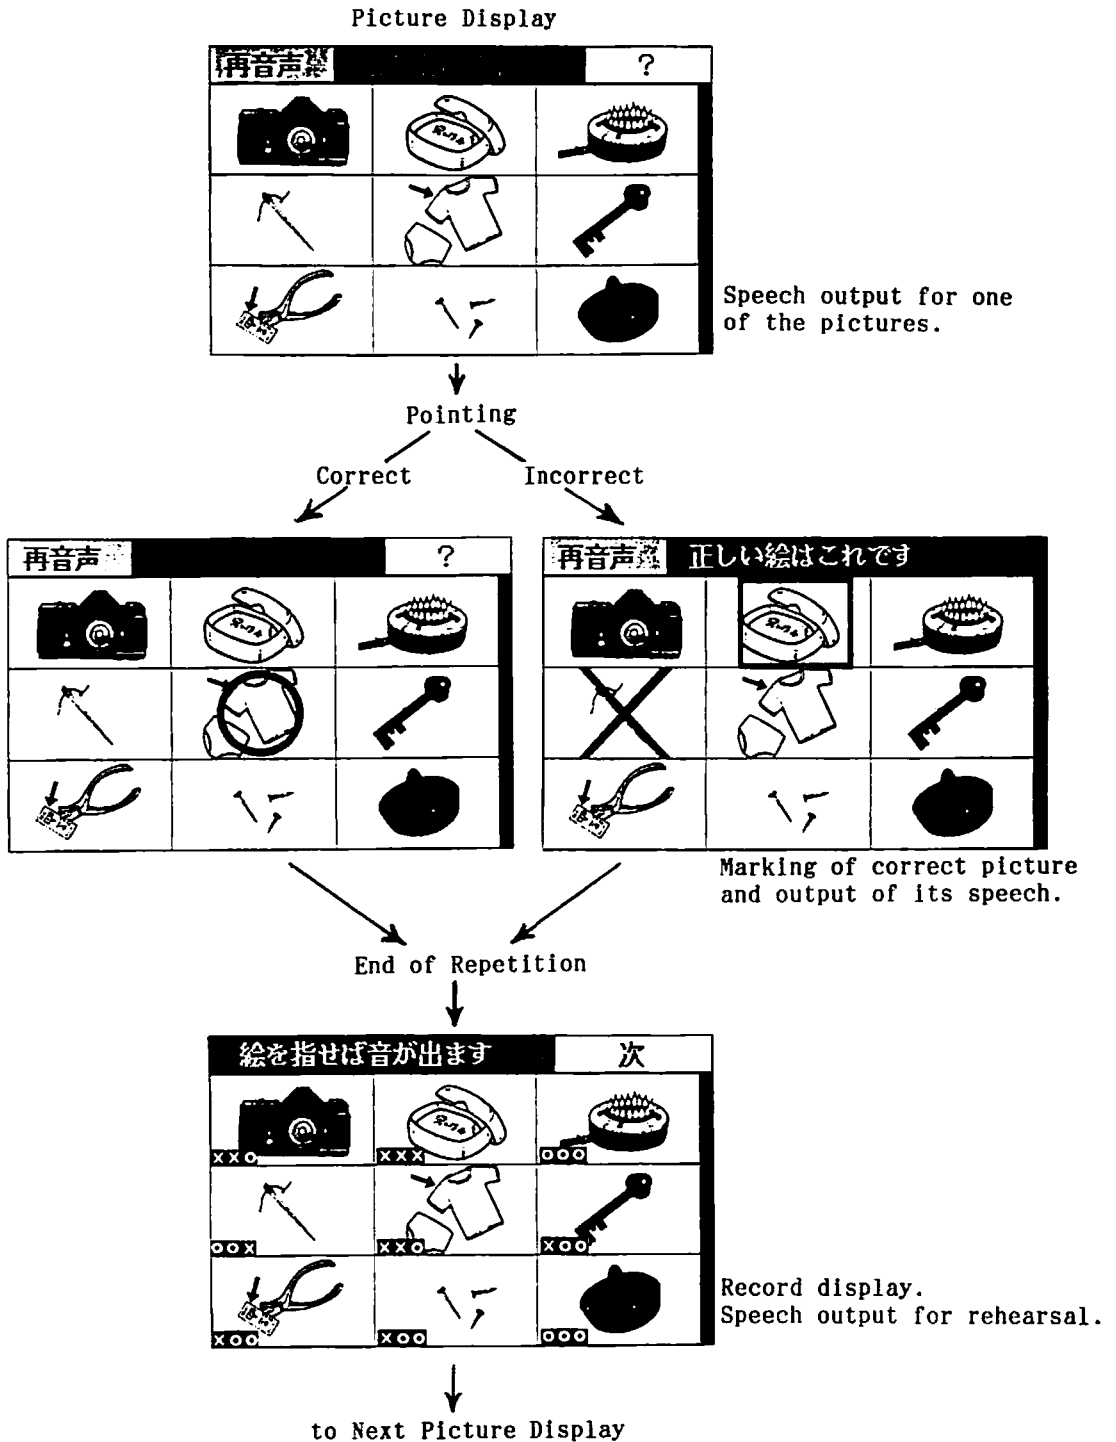 Picture Display
再音声
?
Speech output for one
of the pictures.
Pointing
Correct
Incorrect
再音声
?
再音声
正しい絵はこれです
Marking of correct picture
and output of its speech.
End of Repetition
絵を指せば音が出ます
次
××○
×××
○○○
○○×
××○
×○○
×○○
×○○
○○○
Record display.
Speech output for rehearsal.
to Next Picture Display